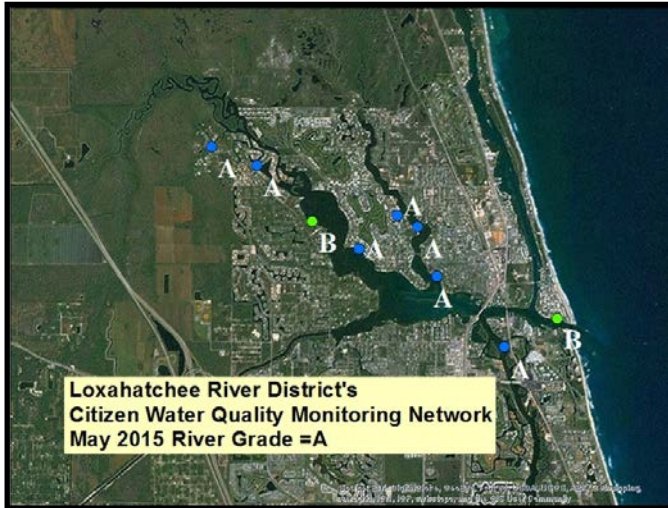 A
A
A
B
A
A
A
B
A
Loxahatchee River District's
Citizen Water Quality Monitoring Network
May 2015 River Grade =A